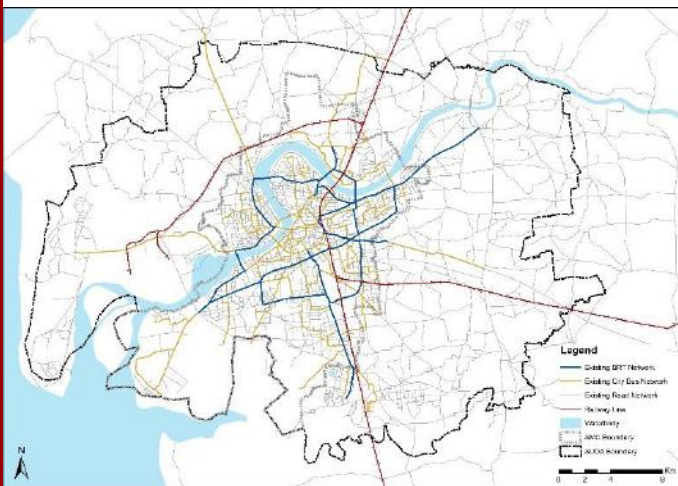 Legend
Existing BRT Network
Existing City Bus Network
Existing Road Network
Railway Line
Waterbody
SMC Boundary
SUDA Boundary
N
0 2 4 8
Km